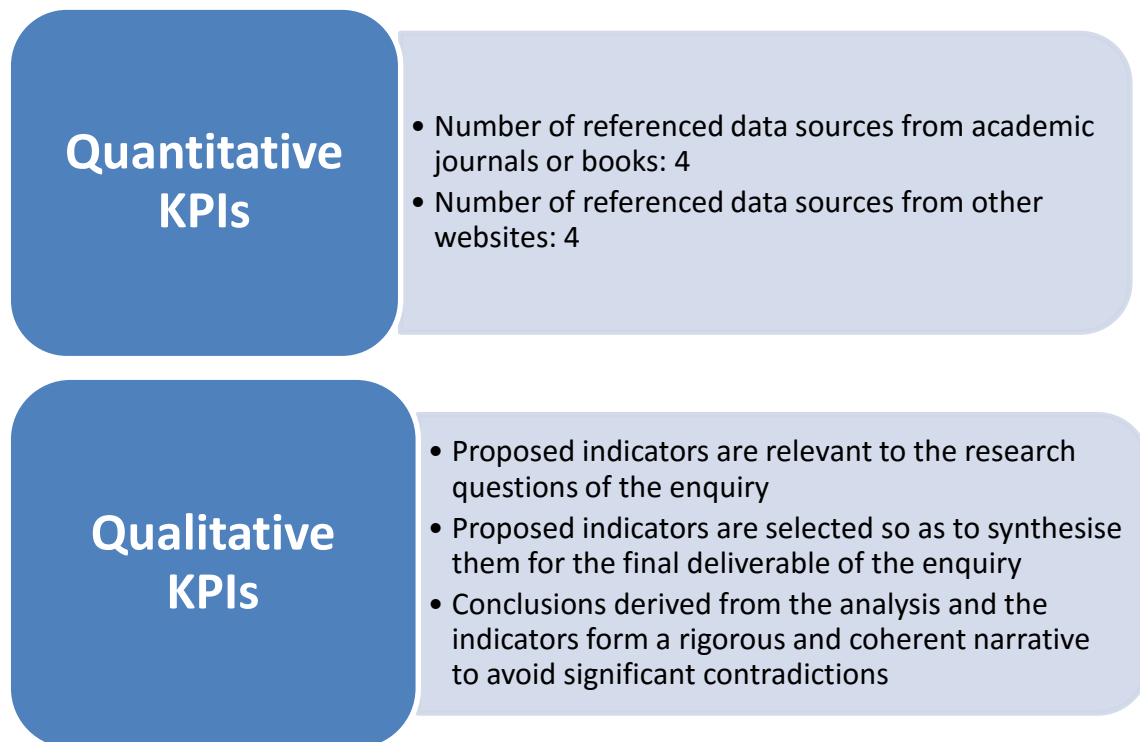 Quantitative
KPIs
• Number of referenced data sources from academic
journals or books: 4
• Number of referenced data sources from other
websites: 4
Qualitative
KPIs
• Proposed indicators are relevant to the research
questions of the enquiry
• Proposed indicators are selected so as to synthesise
them for the final deliverable of the enquiry
• Conclusions derived from the analysis and the
indicators form a rigorous and coherent narrative
to avoid significant contradictions